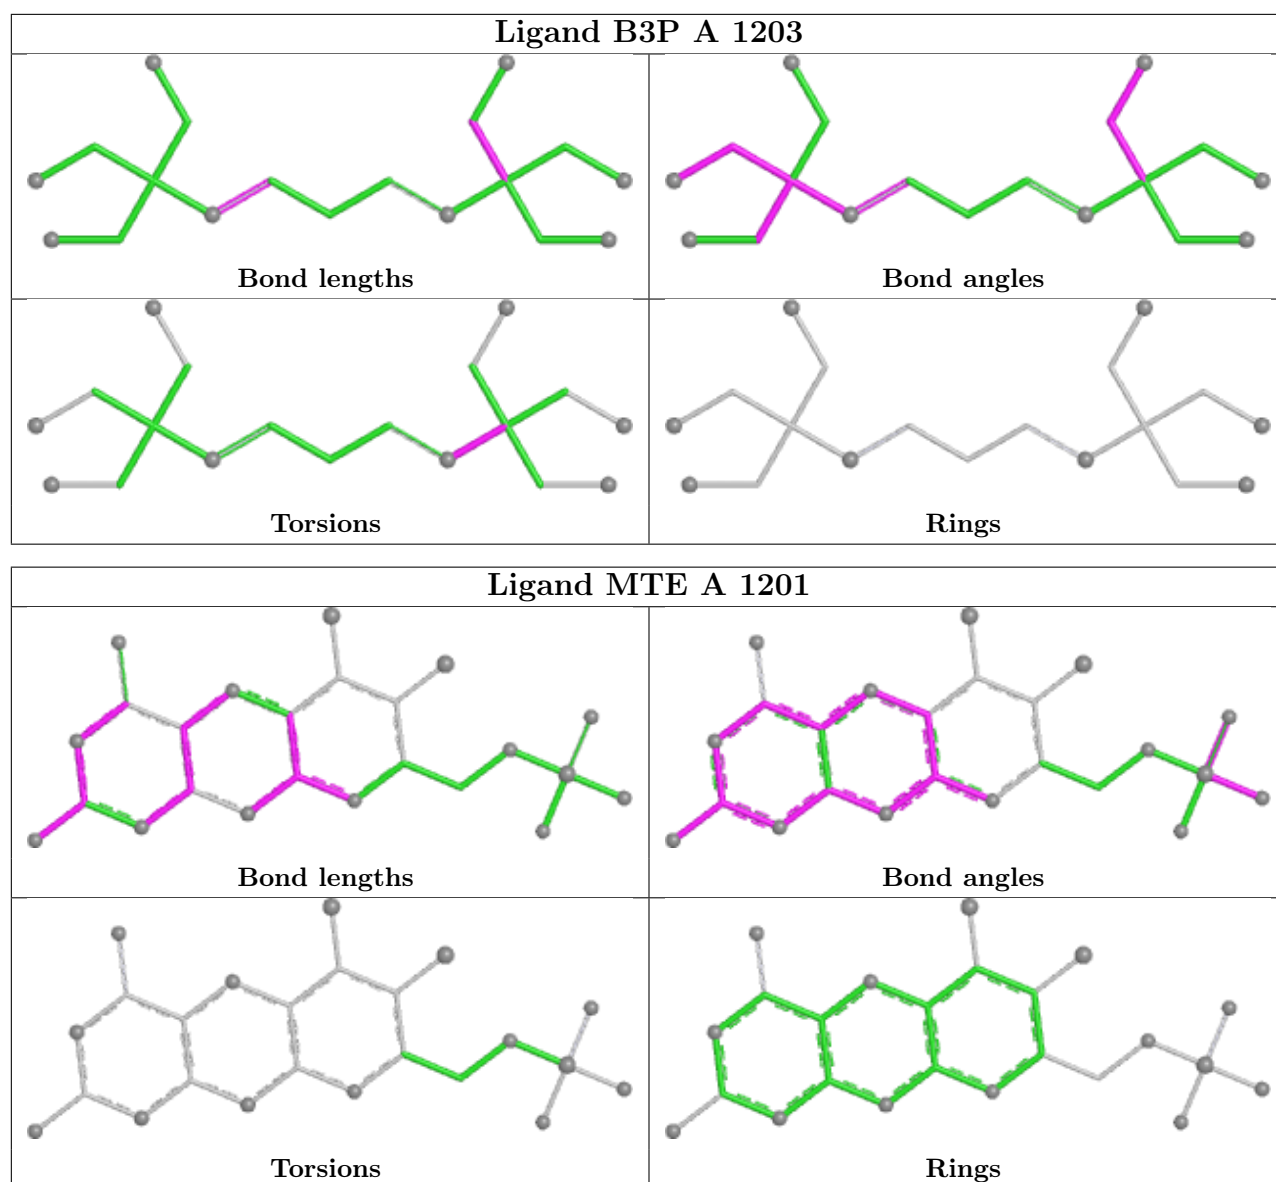 Ligand B3P A 1203
Bond lengths
Bond angles
Torsions
Rings
Ligand MTE A 1201
Bond lengths
Bond angles
Torsions
Rings